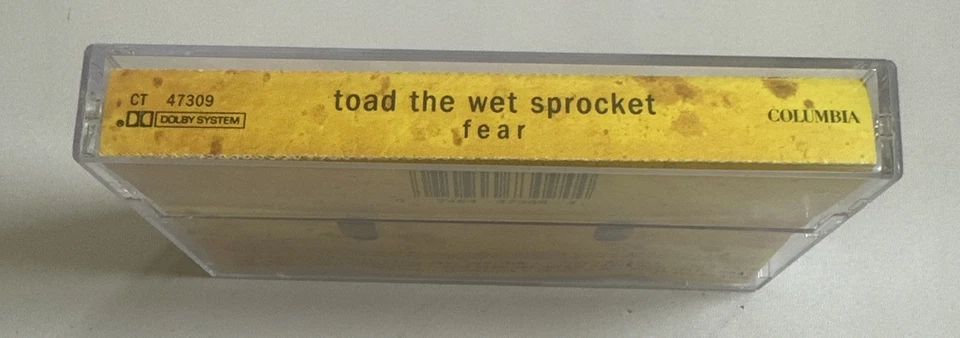 CT 47309
DOLBY SYSTEM
toad the wet sprocket
fear
COLUMBIA